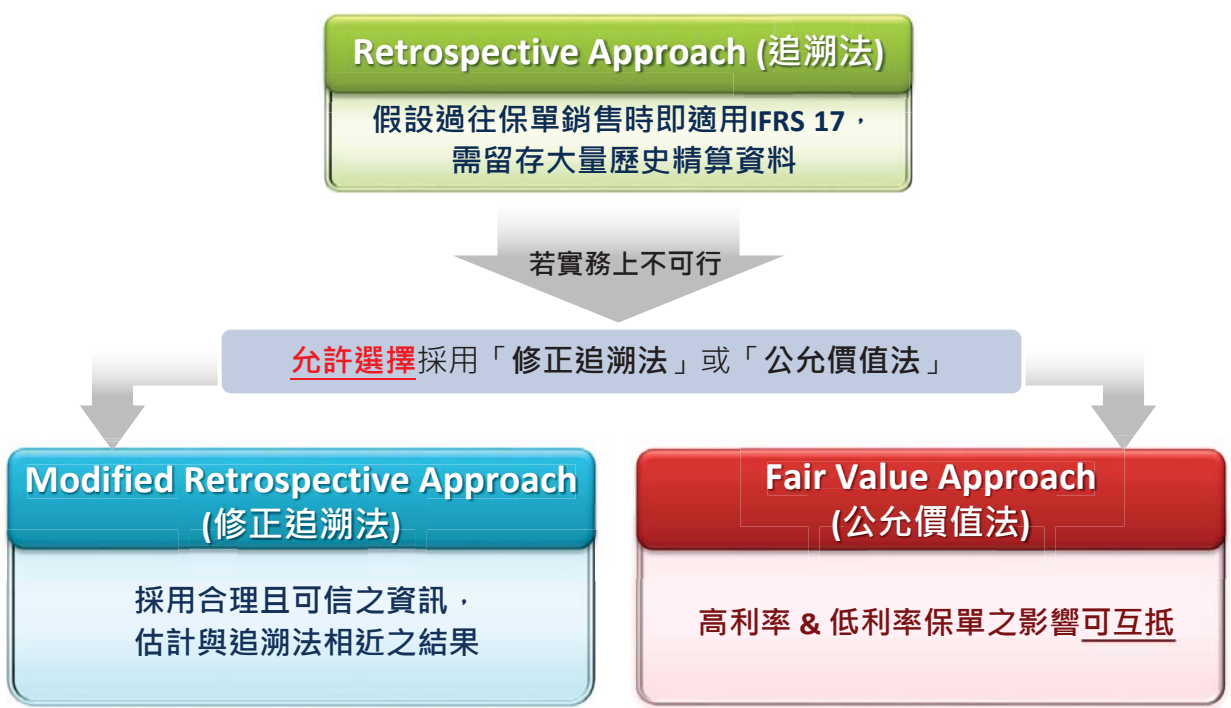 Retrospective Approach (追溯法)
假設過往保單銷售時即適用IFRS 17，
需留存大量歷史精算資料
若實務上不可行
允許選擇採用「修正追溯法」或「公允價值法」
Modified Retrospective Approach
(修正追溯法)
採用合理且可信之資訊，
估計與追溯法相近之結果
Fair Value Approach
(公允價值法)
高利率 & 低利率保單之影響可互抵